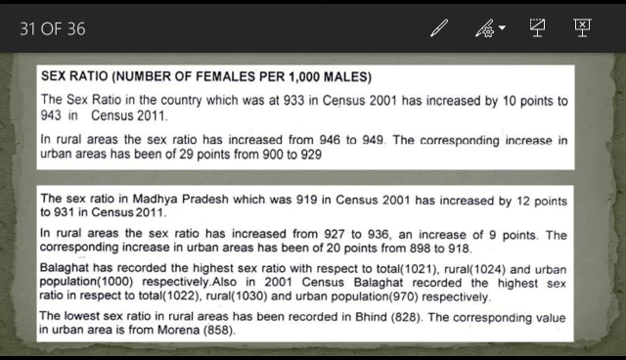 31 OF 36
SEX RATIO (NUMBER OF FEMALES PER 1,000 MALES)
The Sex Ratio in the country which was at 933 in Census 2001 has increased by 10 points to
943 in Census 2011.
In rural areas the sex ratio has increased from 946 to 949. The corresponding increase in
urban areas has been of 29 points from 900 to 929
The sex ratio in Madhya Pradesh which was 919 in Census 2001 has increased by 12 points
to 931 in Census 2011.
In rural areas the sex ratio has increased from 927 to 936, an increase of 9 points. The
corresponding increase in urban areas has been of 20 points from 898 to 918.
Balaghat has recorded the highest sex ratio with respect to total(1021), rural(1024) and urban
population(1000) respectively.Also in 2001 Census Balaghat recorded the highest sex
ratio in respect to total(1022), rural(1030) and urban population(970) respectively.
The lowest sex ratio in rural areas has been recorded in Bhind (828). The corresponding value
in urban area is from Morena (858).